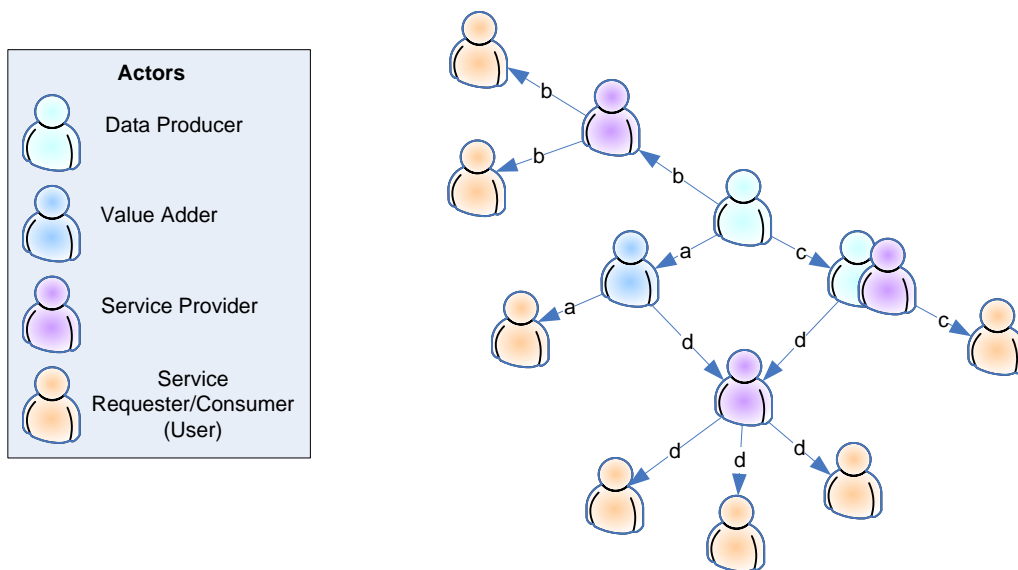 Actors
Data Producer
Value Adder
Service Provider
Service
Requester/Consumer
(User)
b
b
b
a
c
a
c
d
d
d
d
d